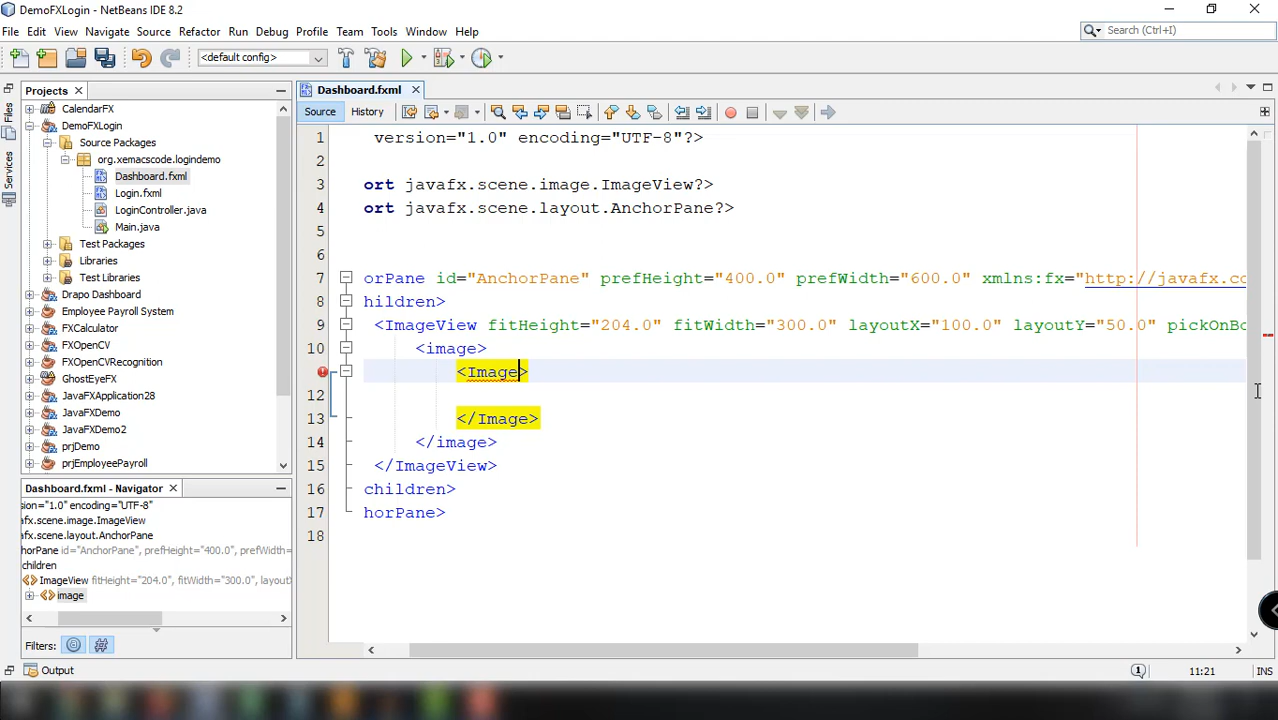 DemoFXLogin - NetBeans IDE 8.2
File Edit View Navigate Source Refactor Run Debug Profile Team Tools Window Help
Search (Ctrl+I)
<default config>
Files
Services
Projects
CalendarFX
DemoFXLogin
Source Packages
org.xemacscode.logindemo
Dashboard.fxml
Login.fxml
LoginController.java
Main.java
Test Packages
Libraries
Test Libraries
Drapo Dashboard
Employee Payroll System
FXCalculator
FXOpenCV
FXOpenCVRecognition
GhostEyeFX
JavaFXApplication28
JavaFXDemo
JavaFXDemo2
prjDemo
prjEmployeePayroll
Dashboard.fxml - Navigator
sion="1.0" encoding="UTF-8"
afx.scene.image.ImageView
afx.scene.layout.AnchorPane
horPane id="AnchorPane", prefHeight="400.0", prefWidth=
children
ImageView fitHeight="204.0", fitWidth="300.0", layoutX
image
Filters:
Output
Dashboard.fxml
Source History
1 version="1.0" encoding="UTF-8"?>
2
3 ort javafx.scene.image.ImageView?>
4 ort javafx.scene.layout.AnchorPane?>
5
6
7 orPane id="AnchorPane" prefHeight="400.0" prefWidth="600.0" xmlns:fx="http://javafx.co
8 hildren>
9 <ImageView fitHeight="204.0" fitWidth="300.0" layoutX="100.0" layoutY="50.0" pickOnBo
10 <image>
<Image>
12
13 </Image>
14 </image>
15 </ImageView>
16 children>
17 horPane>
18
1
11:21
INS